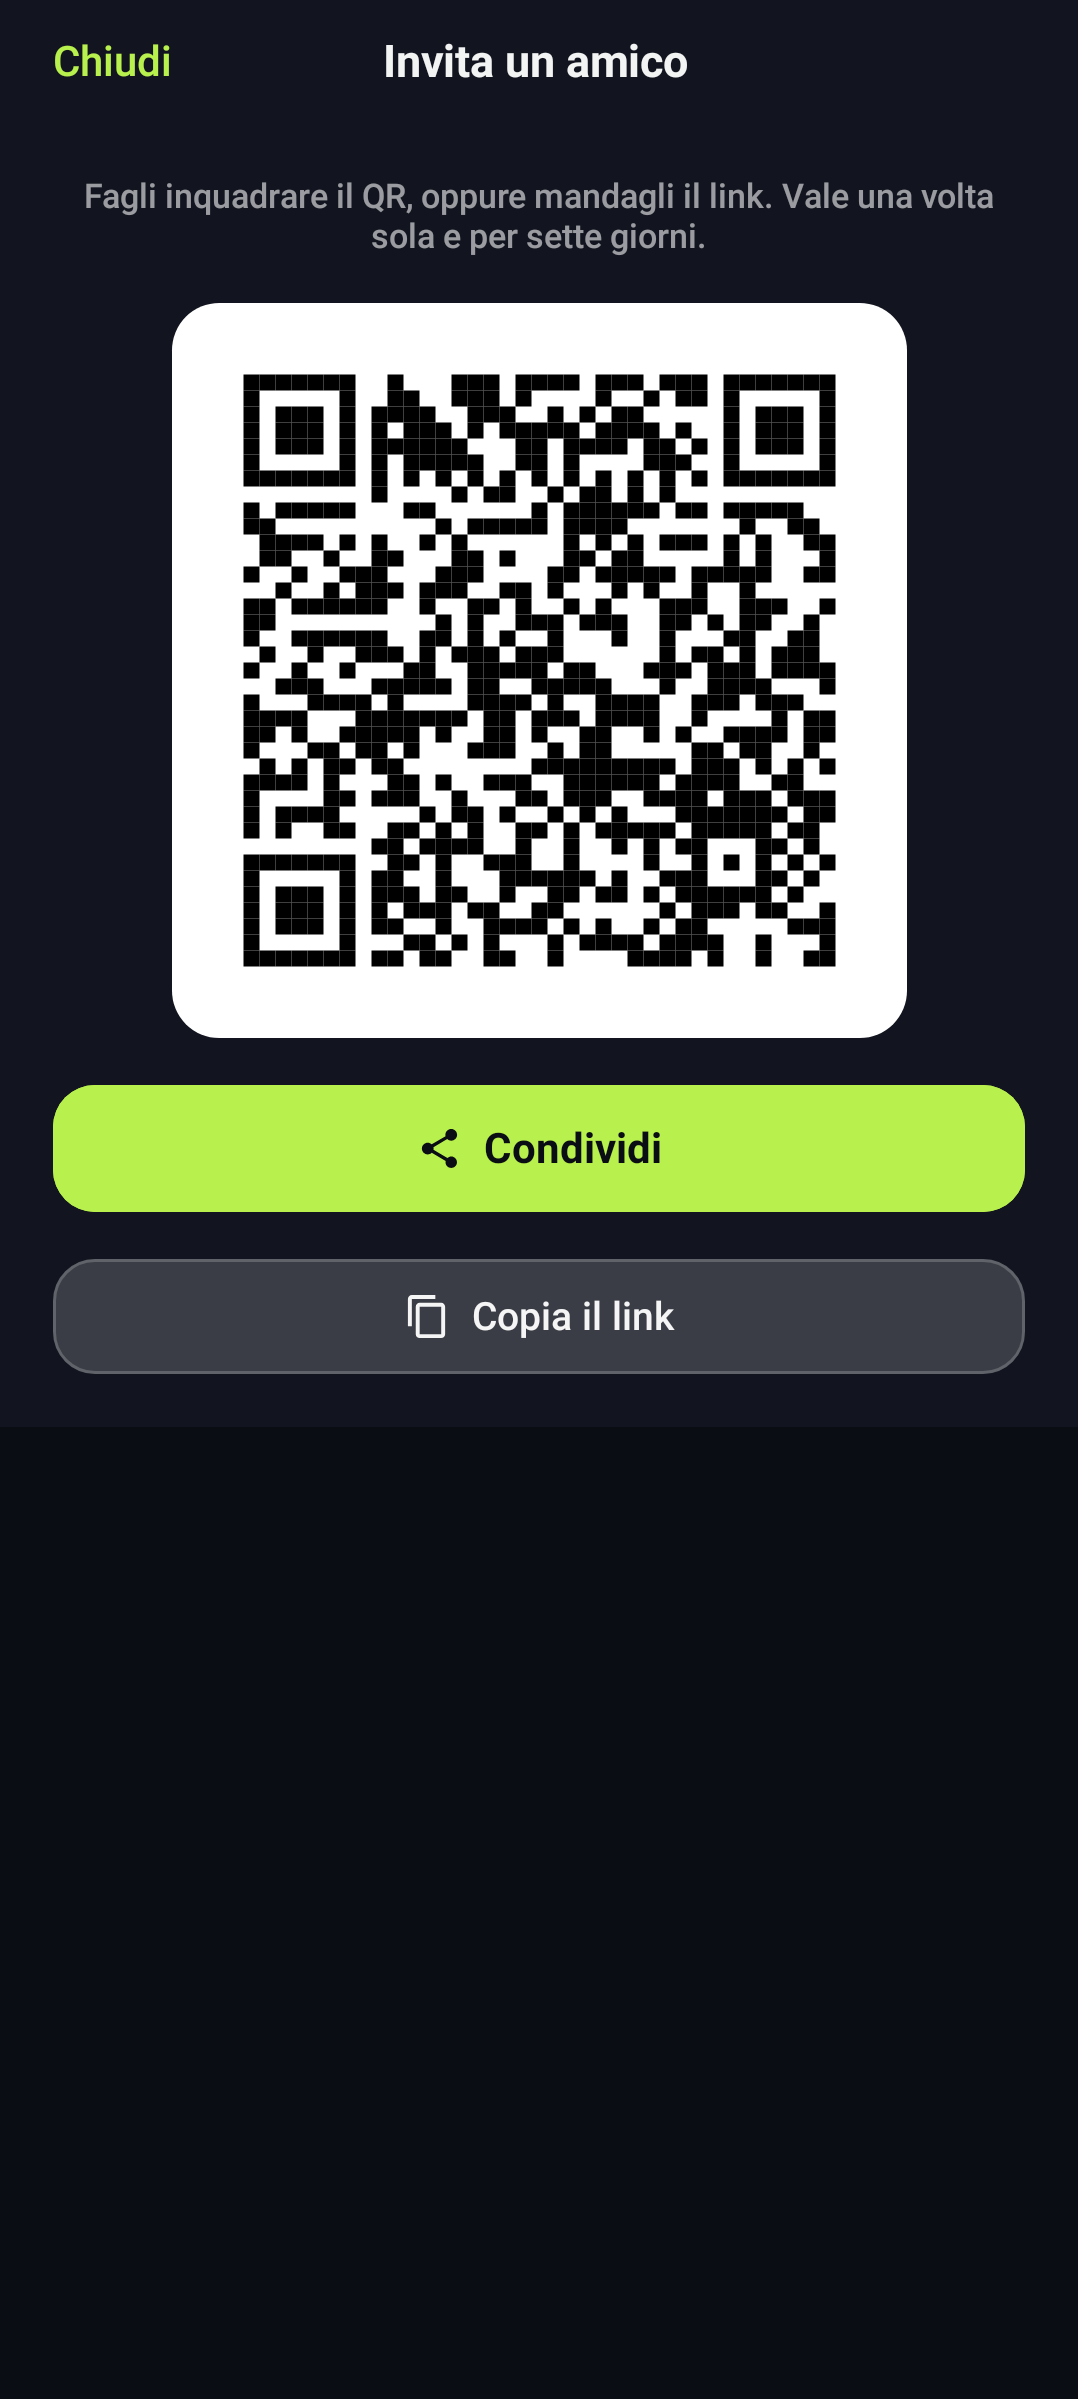 Chiudi
Invita un amico
Fagli inquadrare il QR, oppure mandagli il link. Vale una volta
sola e per sette giorni.
Condividi
Copia il link